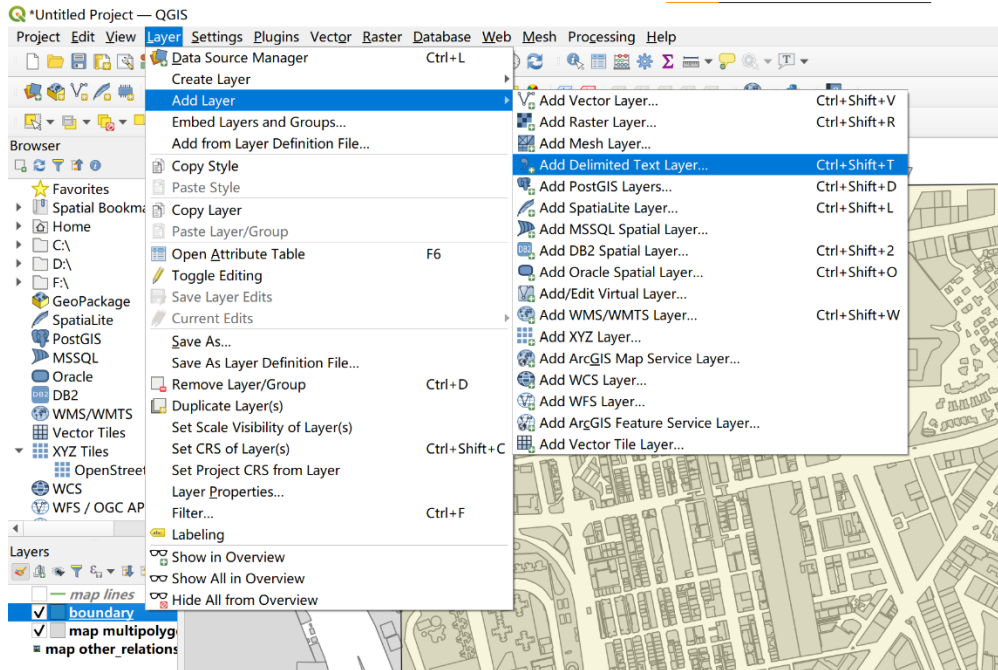 *Untitled Project — QGIS
Project Edit View Layer Settings Plugins Vector Raster Database Web Mesh Processing Help
Data Source Manager Ctrl+L
Create Layer
Add Layer
Embed Layers and Groups...
Add from Layer Definition File...
Copy Style
Paste Style
Copy Layer
Paste Layer/Group
Open Attribute Table F6
Toggle Editing
Save Layer Edits
Current Edits
Save As...
Save As Layer Definition File...
Remove Layer/Group Ctrl+D
Duplicate Layer(s)
Set Scale Visibility of Layer(s)
Set CRS of Layer(s) Ctrl+Shift+C
Set Project CRS from Layer
Layer Properties...
Filter... Ctrl+F
Labeling
Show in Overview
Show All in Overview
Hide All from Overview
Add Vector Layer... Ctrl+Shift+V
Add Raster Layer... Ctrl+Shift+R
Add Mesh Layer...
Add Delimited Text Layer... Ctrl+Shift+T
Add PostGIS Layers... Ctrl+Shift+D
Add SpatiaLite Layer... Ctrl+Shift+L
Add MSSQL Spatial Layer...
Add DB2 Spatial Layer... Ctrl+Shift+2
Add Oracle Spatial Layer... Ctrl+Shift+O
Add/Edit Virtual Layer...
Add WMS/WMTS Layer... Ctrl+Shift+W
Add XYZ Layer...
Add ArcGIS Map Service Layer...
Add WCS Layer...
Add WFS Layer...
Add ArcGIS Feature Service Layer...
Add Vector Tile Layer...
Browser
Favorites
Spatial Bookma
Home
C:\
D:\
F:\
GeoPackage
SpatiaLite
PostGIS
MSSQL
Oracle
DB2
WMS/WMTS
Vector Tiles
XYZ Tiles
OpenStreet
WCS
WFS / OGC AP
Layers
map lines
boundary
map multipolyg
map other_relations